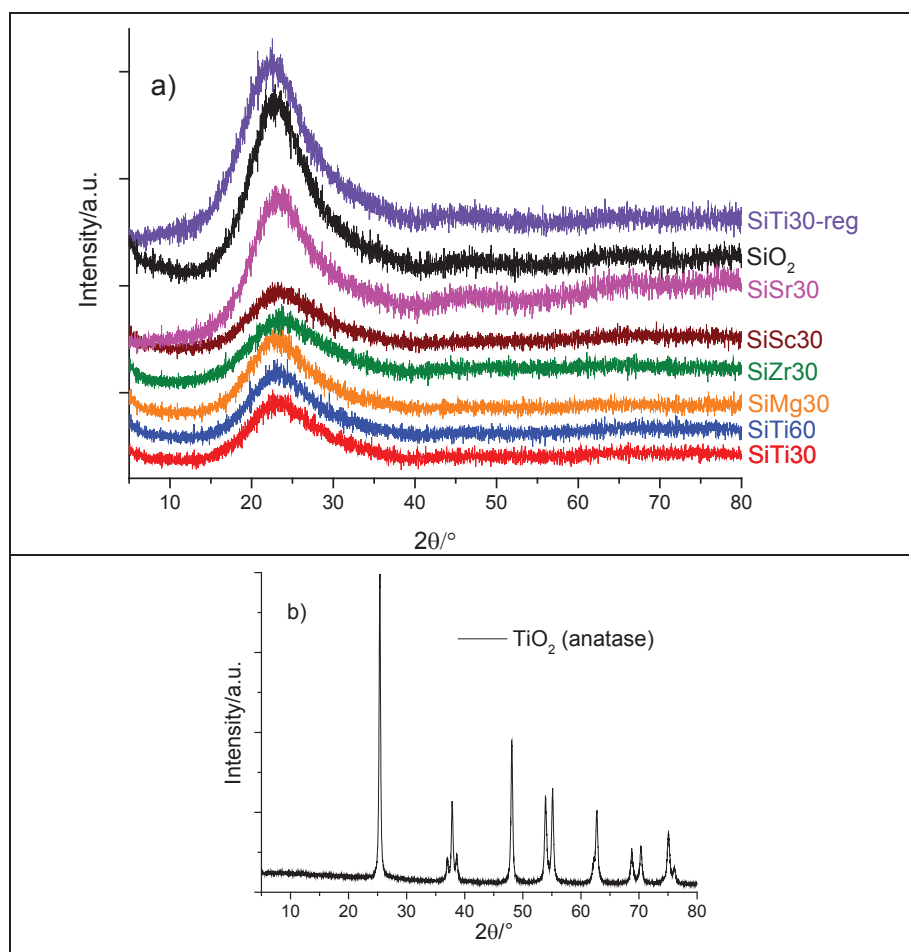 a)
Intensity/a.u.
SiTi30-reg
SiO₂
SiSr30
SiSc30
SiZr30
SiMg30
SiTi60
SiTi30
10 20 30 40 50 60 70 80
2θ/°
b)
TiO₂ (anatase)
Intensity/a.u.
10 20 30 40 50 60 70 80
2θ/°